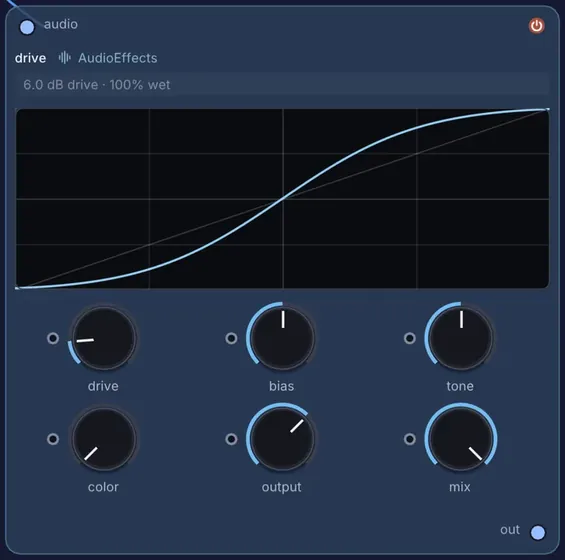 audio
drive AudioEffects
6.0 dB drive · 100% wet
drive bias tone
color output mix
out